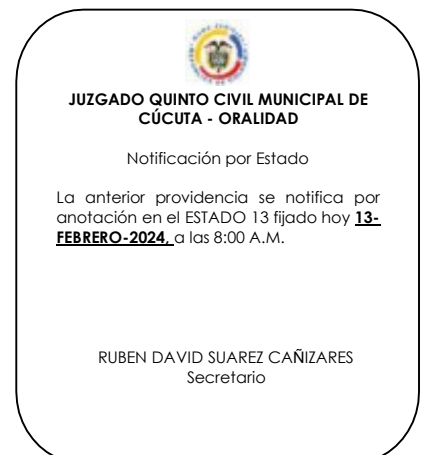 JUZGADO QUINTO CIVIL MUNICIPAL DE
CÚCUTA - ORALIDAD
Notificación por Estado
La anterior providencia se notifica por
anotación en el ESTADO 13 fijado hoy 13-
FEBRERO-2024, a las 8:00 A.M.
RUBEN DAVID SUAREZ CAÑIZARES
Secretario